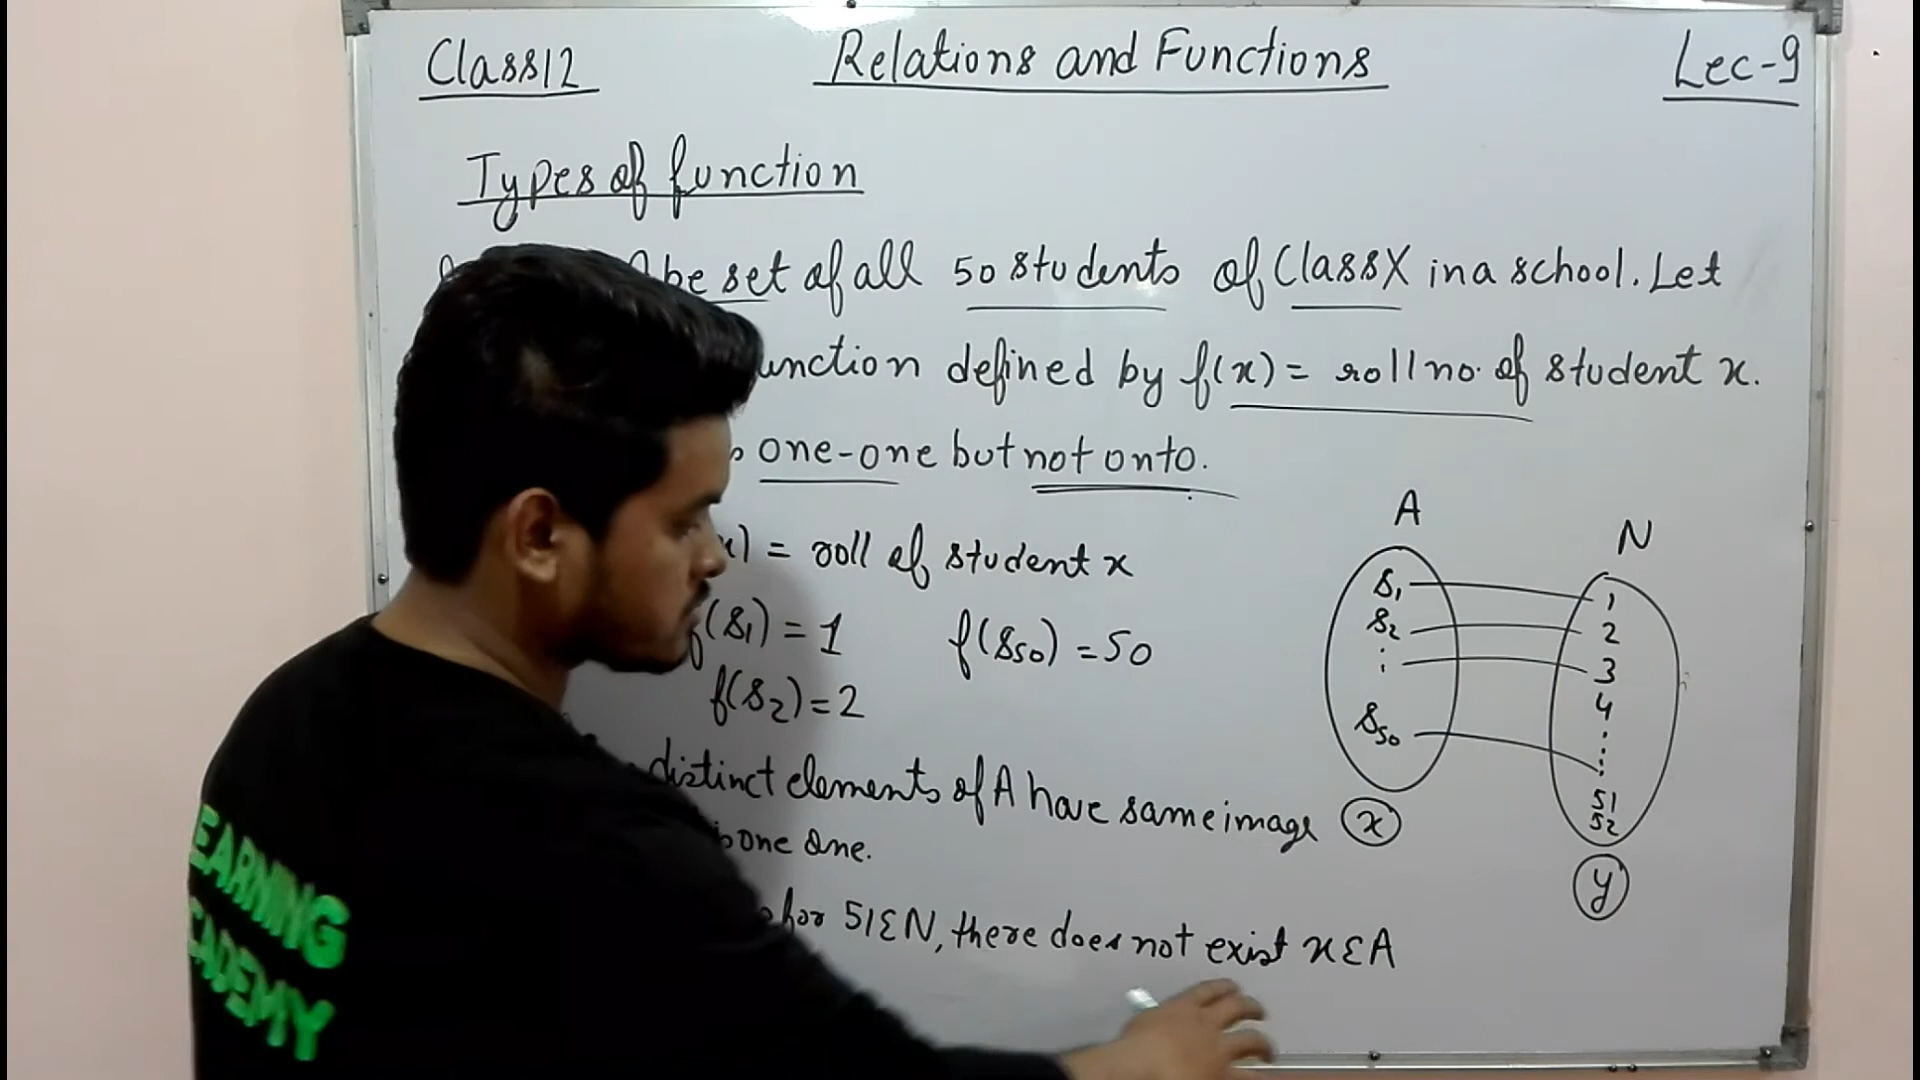 Class 12
Relations and Functions
Lec-9
Types of function
be set of all 50 students of Class X in a school. Let
unction defined by f(x) = roll no. of student x.
one-one but not onto.
x) = roll of student x
f(s₁) = 1 f(s₅₀) = 50
f(s₂) = 2
distinct elements of A have same image
one one.
for 51 ε N, there does not exist x ε A
A
N
s₁
s₂
⋮
s₅₀
1
2
3
4
51
52
x
y
EARNING
CADEMY